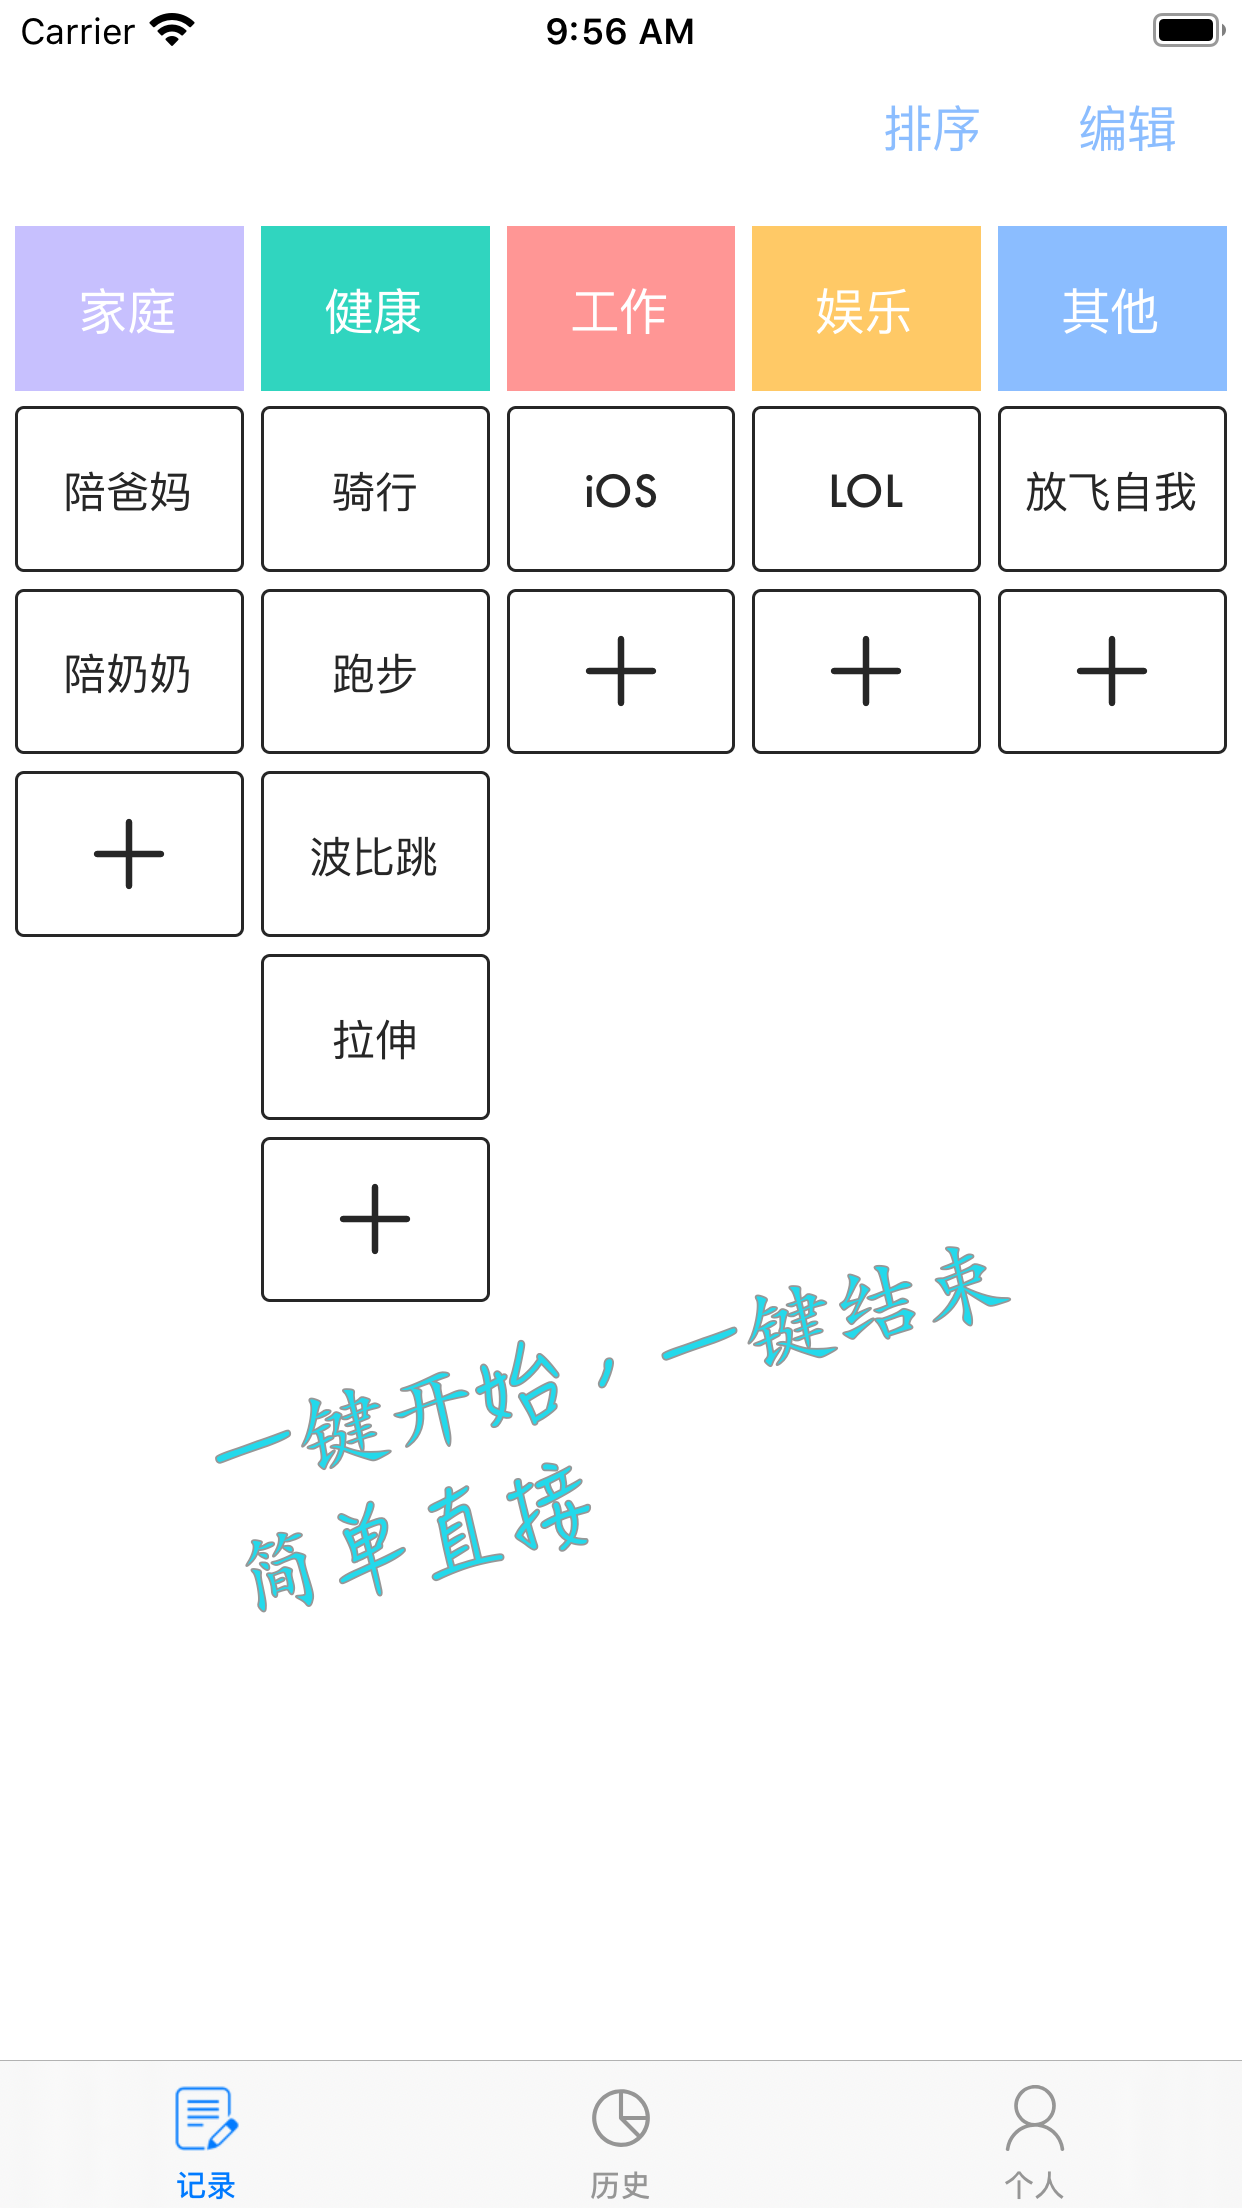 Carrier 9:56 AM
排序 编辑
家庭 健康 工作 娱乐 其他
陪爸妈 骑行 iOS LOL 放飞自我
陪奶奶 跑步
波比跳
拉伸
一键开始，一键结束
简单直接
记录 历史 个人